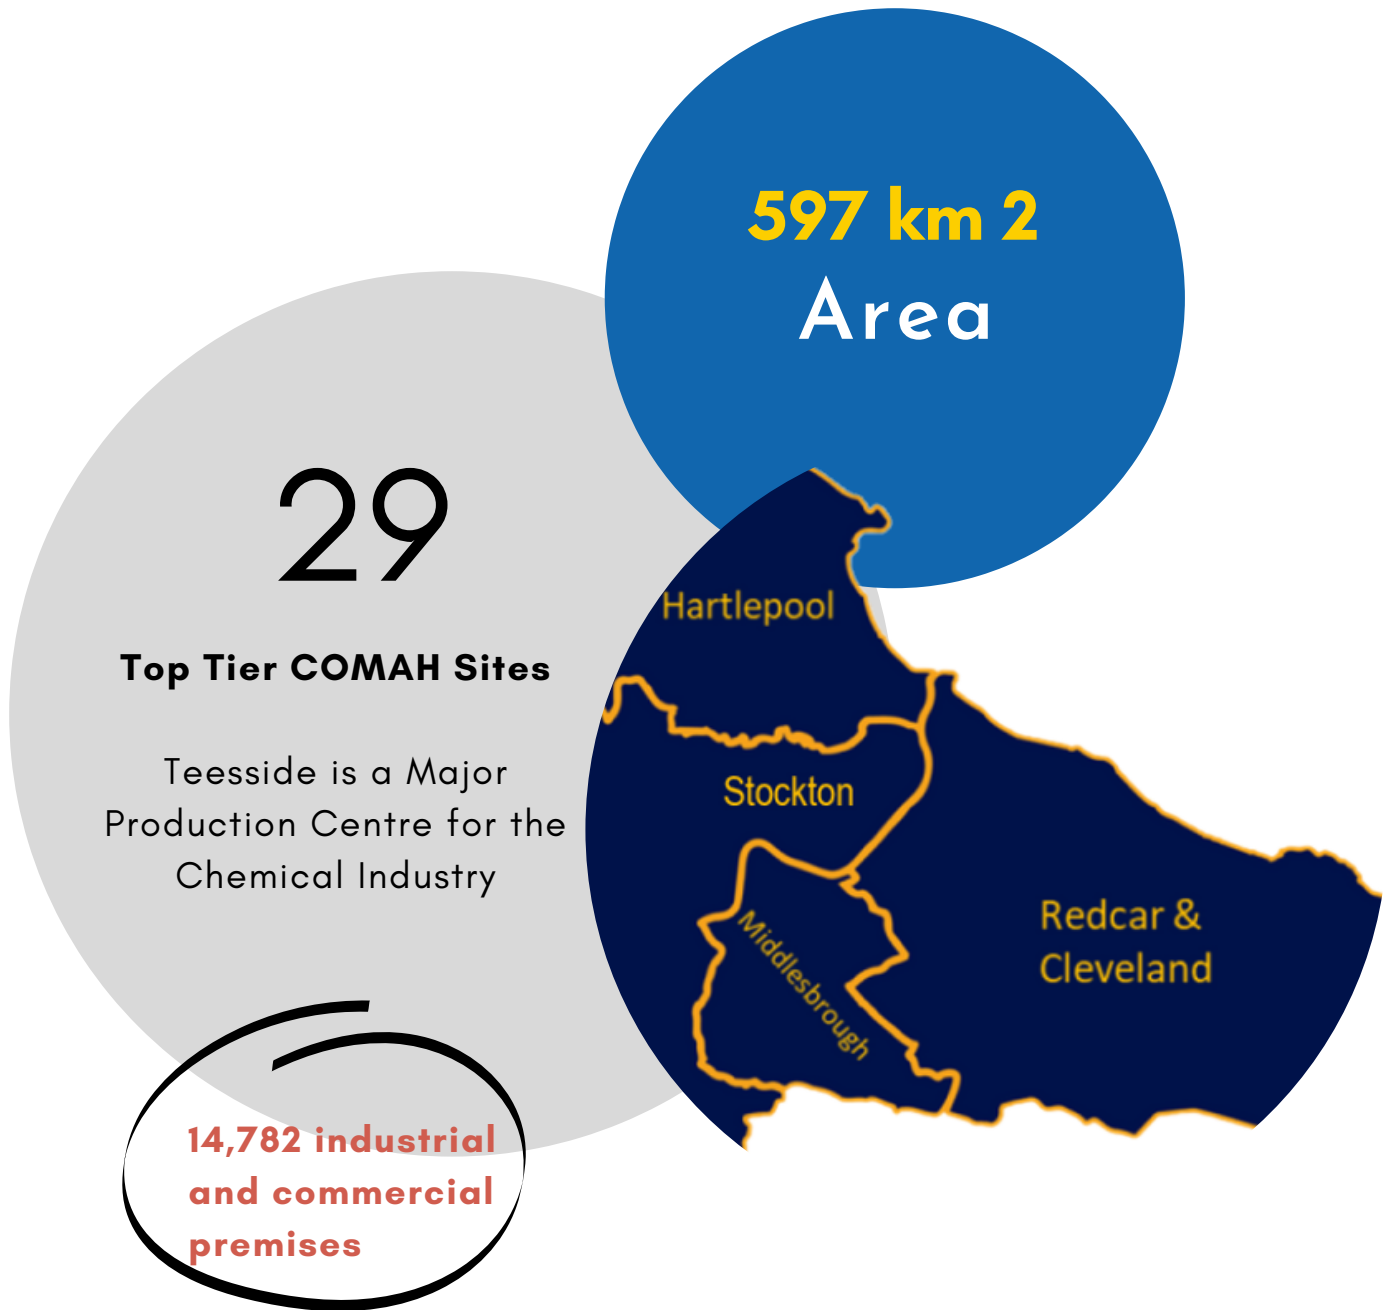 597 km 2
Area
29
Top Tier COMAH Sites
Teesside is a Major
Production Centre for the
Chemical Industry
14,782 industrial
and commercial
premises
Hartlepool
Stockton
Middlesbrough
Redcar &
Cleveland